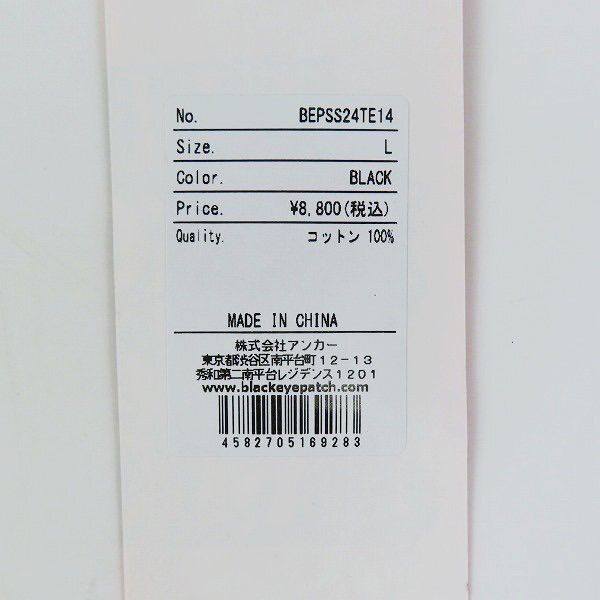 No. BEPSS24TE14
Size. L
Color. BLACK
Price. ¥8,800(税込)
Quality. コットン 100%
MADE IN CHINA
株式会社アンカー
東京都渋谷区南平台町12-13
秀和第二南平台レジデンス1201
www.blackeyepatch.com
4582705169283